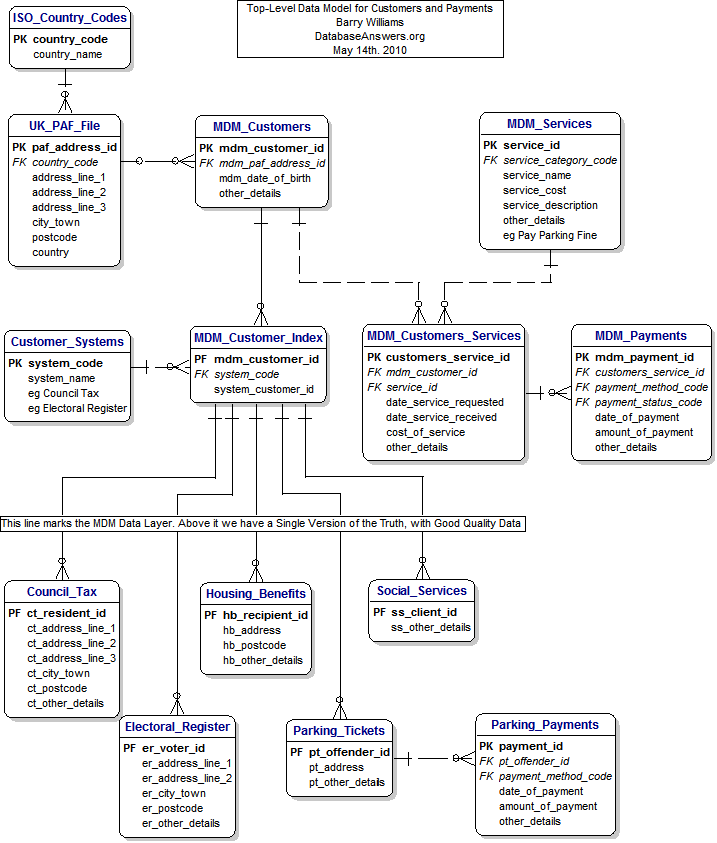 Top-Level Data Model for Customers and Payments
Barry Williams
DatabaseAnswers.org
May 14th. 2010
ISO_Country_Codes
PK country_code
country_name
UK_PAF_File
PK paf_address_id
FK country_code
address_line_1
address_line_2
address_line_3
city_town
postcode
country
MDM_Customers
PK mdm_customer_id
FK mdm_paf_address_id
mdm_date_of_birth
other_details
MDM_Services
PK service_id
FK service_category_code
service_name
service_cost
service_description
other_details
eg Pay Parking Fine
Customer_Systems
PK system_code
system_name
eg Council Tax
eg Electoral Register
MDM_Customer_Index
PF mdm_customer_id
FK system_code
system_customer_id
MDM_Customers_Services
PK customers_service_id
FK mdm_customer_id
FK service_id
date_service_requested
date_service_received
cost_of_service
other_details
MDM_Payments
PK mdm_payment_id
FK customers_service_id
FK payment_method_code
FK payment_status_code
date_of_payment
amount_of_payment
other_details
This line marks the MDM Data Layer. Above it we have a Single Version of the Truth, with Good Quality Data
Council_Tax
PF ct_resident_id
ct_address_line_1
ct_address_line_2
ct_address_line_3
ct_city_town
ct_postcode
ct_other_details
Housing_Benefits
PF hb_recipient_id
hb_address
hb_postcode
hb_other_details
Social_Services
PF ss_client_id
ss_other_details
Electoral_Register
PF er_voter_id
er_address_line_1
er_address_line_2
er_city_town
er_postcode
er_other_details
Parking_Tickets
PF pt_offender_id
pt_address
pt_other_details
Parking_Payments
PK payment_id
FK pt_offender_id
FK payment_method_code
date_of_payment
amount_of_payment
other_details